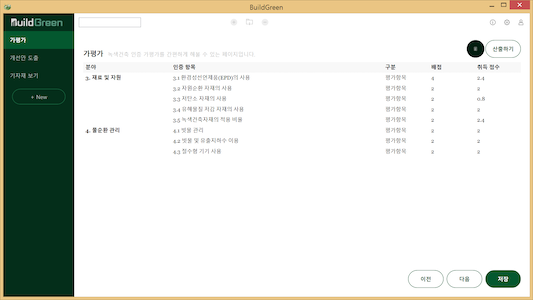 BuildGreen
BuildGreen
가평가
개선안 도출
기자재 보기
+ New
가평가 녹색건축 인증 가평가를 간편하게 해볼 수 있는 페이지입니다.
산출하기
분야 인증 항목 구분 배점 취득 점수
3. 재료 및 자원 3.1 환경성선언제품(EPD)의 사용 평가항목 4 2.4
3.2 자원순환 자재의 사용 평가항목 2 2
3.3 저탄소 자재의 사용 평가항목 2 0.8
3.4 유해물질 저감 자재의 사용 평가항목 2 2
3.5 녹색건축자재의 적용 비율 평가항목 2 2.4
4. 물순환 관리 4.1 빗물 관리 평가항목 2 2
4.2 빗물 및 유출지하수 이용 평가항목 2 2
4.3 절수형 기기 사용 평가항목 2 2
이전 다음 저장